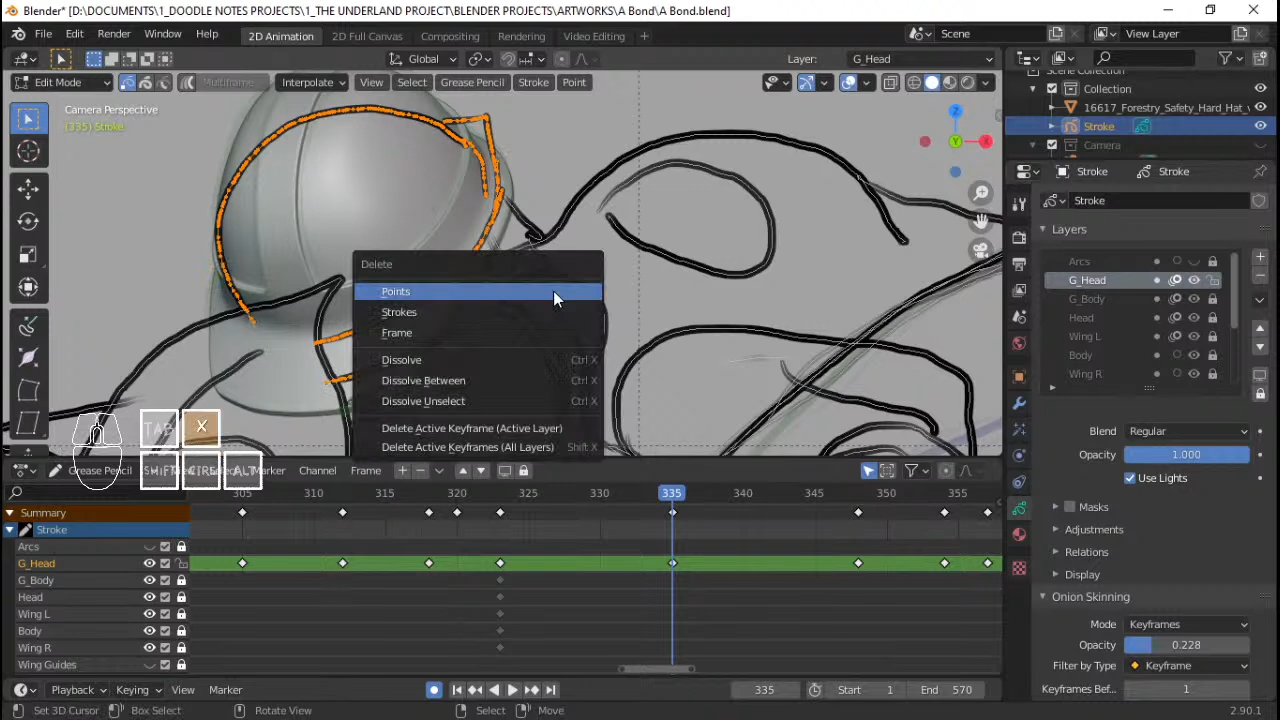 Blender* [D:\DOCUMENTS\1_DOODLE NOTES PROJECTS\1_THE UNDERLAND PROJECT\BLENDER PROJECTS\ARTWORKS\A Bond\A Bond.blend]
File Edit Render Window Help 2D Animation 2D Full Canvas Compositing Rendering Video Editing + Scene View Layer
Global Layer: G_Head
Edit Mode Multiframe Interpolate View Select Grease Pencil Stroke Point
Camera Perspective
(335) Stroke
Z
Y
X
Scene Collection
Collection
16617_Forestry_Safety_Hard_Hat_
Stroke
Camera
Stroke Stroke
Stroke
Layers
Arcs
G_Head
G_Body
Head
Wing L
Body
Wing R
Blend Regular
Opacity 1.000
Use Lights
Masks
Adjustments
Relations
Display
Onion Skinning
Mode Keyframes
Opacity 0.228
Filter by Type Keyframe
Keyframes Bef... 1
Delete
Points
Strokes
Frame
Dissolve Ctrl X
Dissolve Between Ctrl X
Dissolve Unselect Ctrl X
Delete Active Keyframe (Active Layer)
Delete Active Keyframes (All Layers) Shift X
TAB X
SHIFT CTRL ALT
Grease Pencil View Select Marker Channel Frame
305 310 315 320 325 330 335 340 345 350 355
Summary
Stroke
Arcs
G_Head
G_Body
Head
Wing L
Body
Wing R
Wing Guides
Playback Keying View Marker 335 Start 1 End 570
Set 3D Cursor Box Select Rotate View Select Move 2.90.1